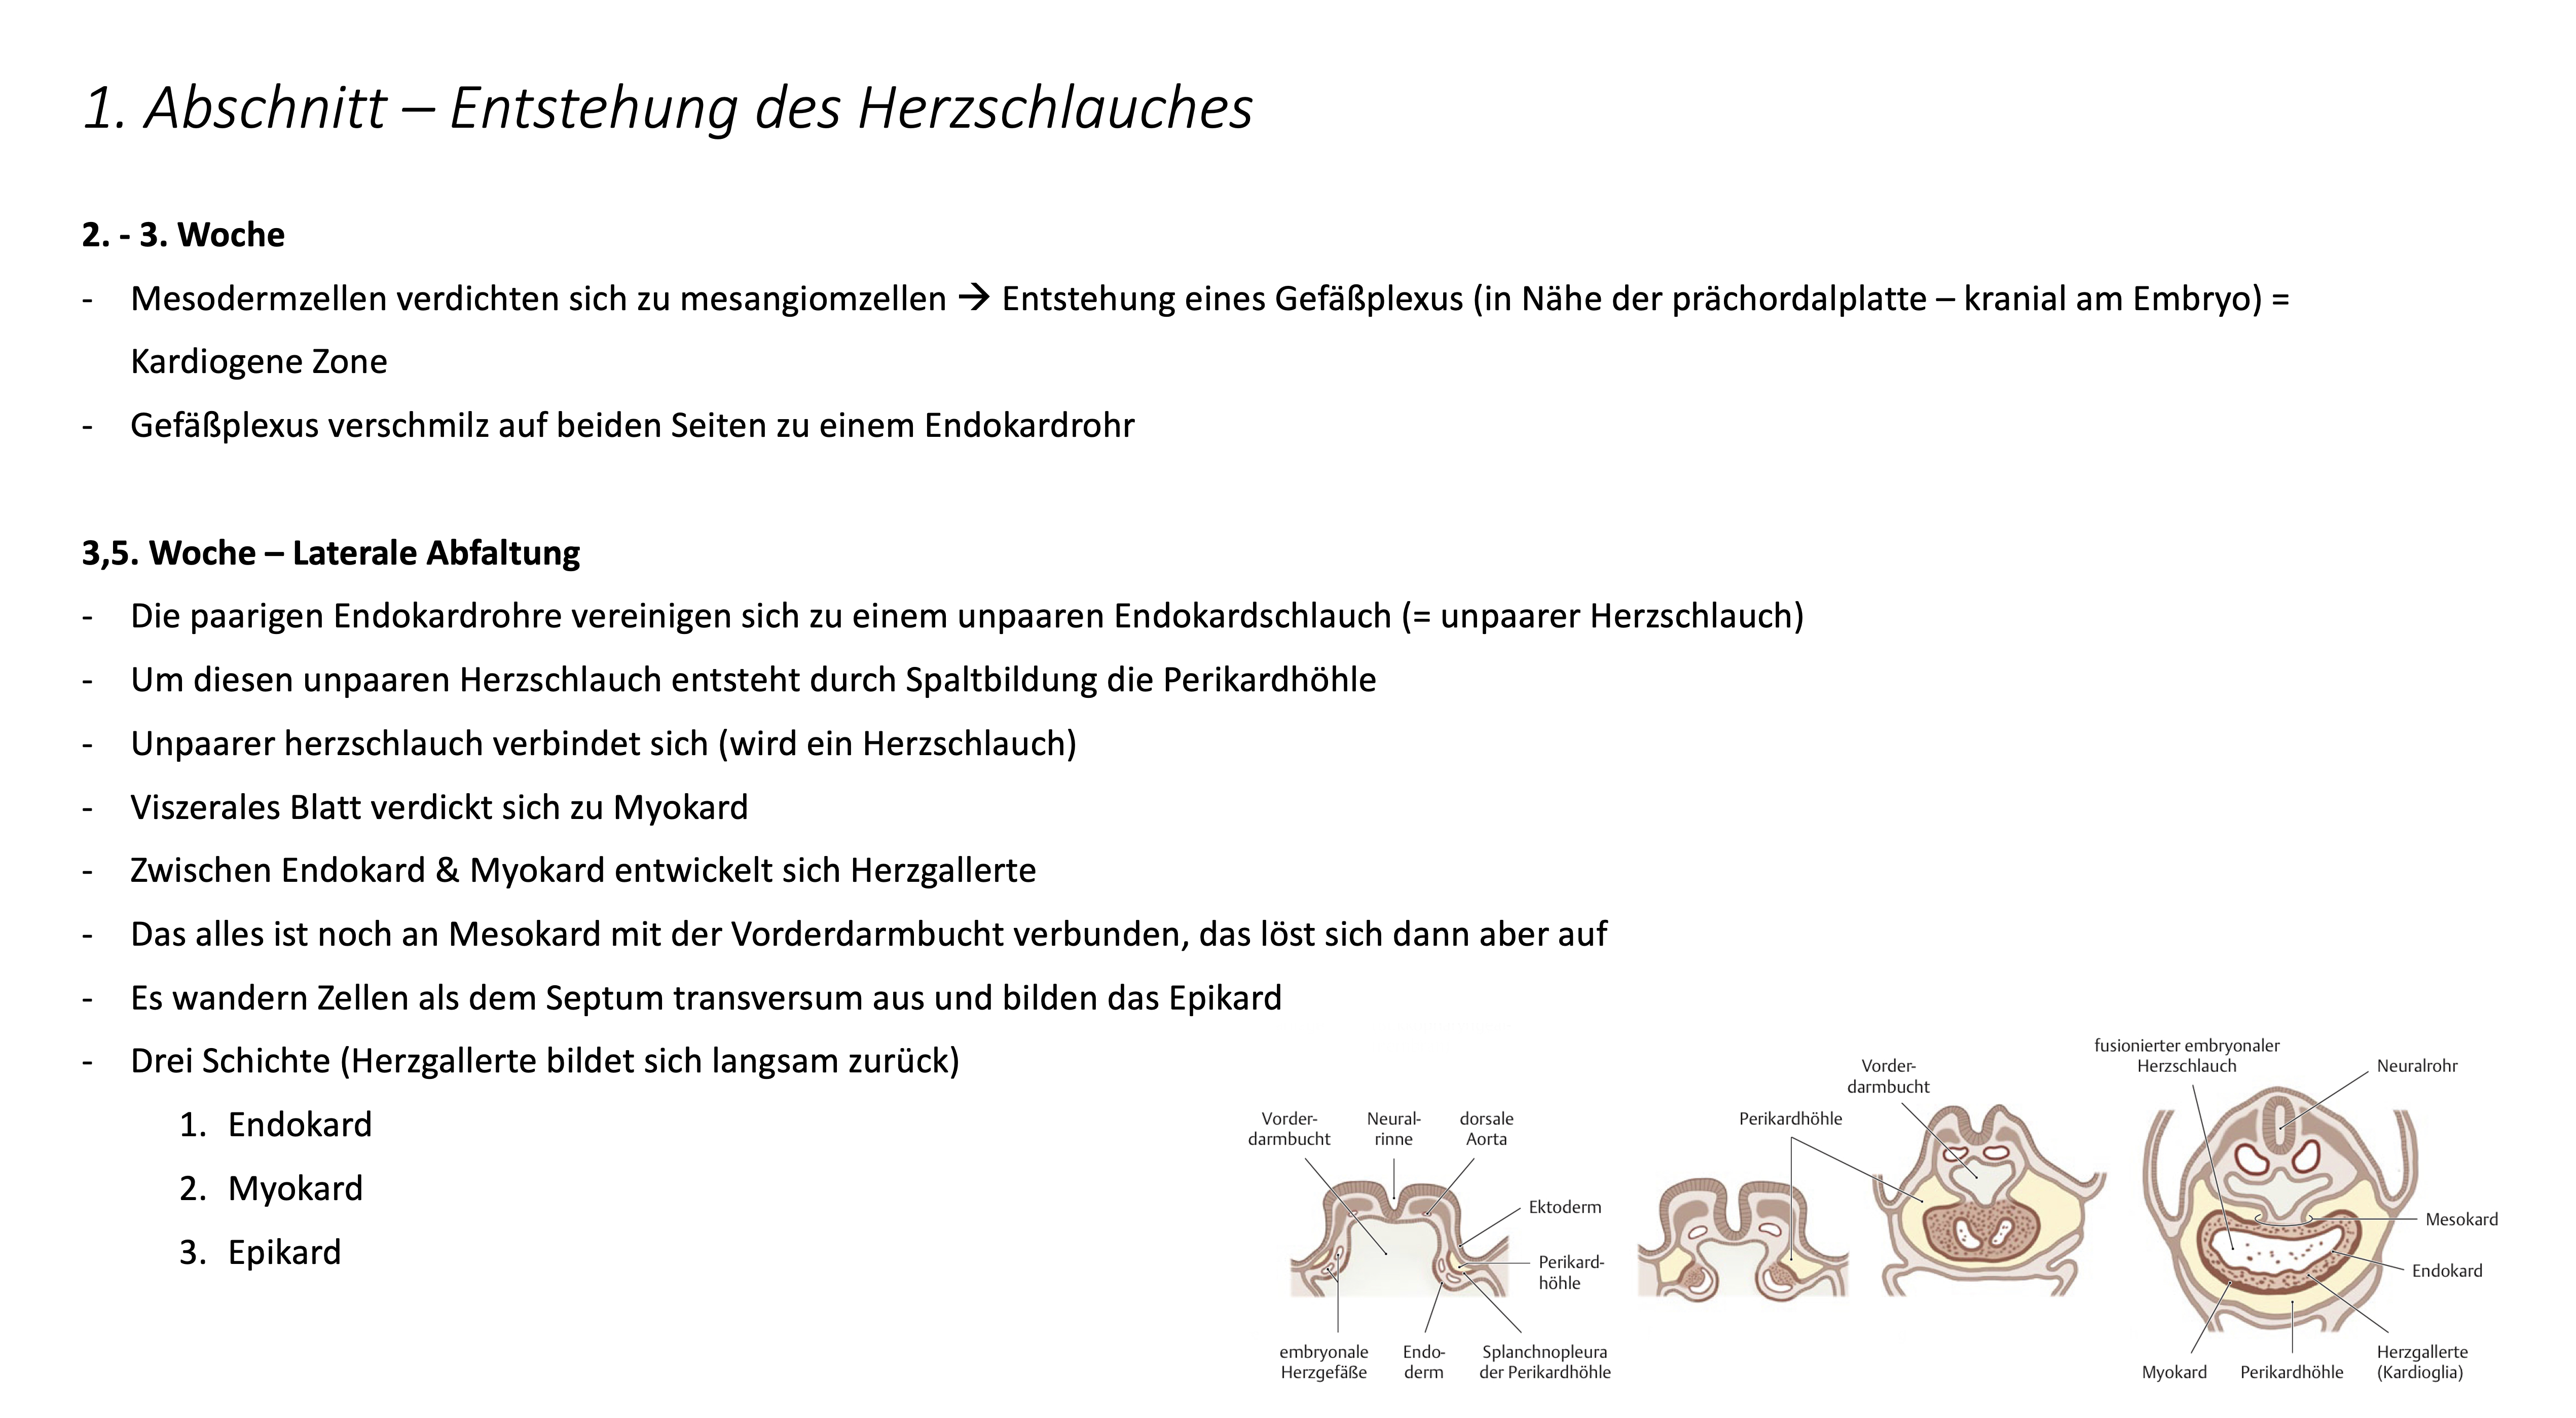 1. Abschnitt – Entstehung des Herzschlauches
2. - 3. Woche
- Mesodermzellen verdichten sich zu mesangiomzellen → Entstehung eines Gefäßplexus (in Nähe der prächordalplatte – kranial am Embryo) =
Kardiogene Zone
- Gefäßplexus verschmilz auf beiden Seiten zu einem Endokardrohr
3,5. Woche – Laterale Abfaltung
- Die paarigen Endokardrohre vereinigen sich zu einem unpaaren Endokardschlauch (= unpaarer Herzschlauch)
- Um diesen unpaaren Herzschlauch entsteht durch Spaltbildung die Perikardhöhle
- Unpaarer herzschlauch verbindet sich (wird ein Herzschlauch)
- Viszerales Blatt verdickt sich zu Myokard
- Zwischen Endokard & Myokard entwickelt sich Herzgallerte
- Das alles ist noch an Mesokard mit der Vorderdarmbucht verbunden, das löst sich dann aber auf
- Es wandern Zellen als dem Septum transversum aus und bilden das Epikard
- Drei Schichte (Herzgallerte bildet sich langsam zurück)
1. Endokard
2. Myokard
3. Epikard
Vorder-
darmbucht
Neural-
rinne
dorsale
Aorta
Ektoderm
Perikard-
höhle
embryonale
Herzgefäße
Endo-
derm
Splanchnopleura
der Perikardhöhle
Perikardhöhle
Vorder-
darmbucht
fusionierter embryonaler
Herzschlauch
Neuralrohr
Mesokard
Endokard
Herzgallerte
(Kardioglia)
Perikardhöhle
Myokard